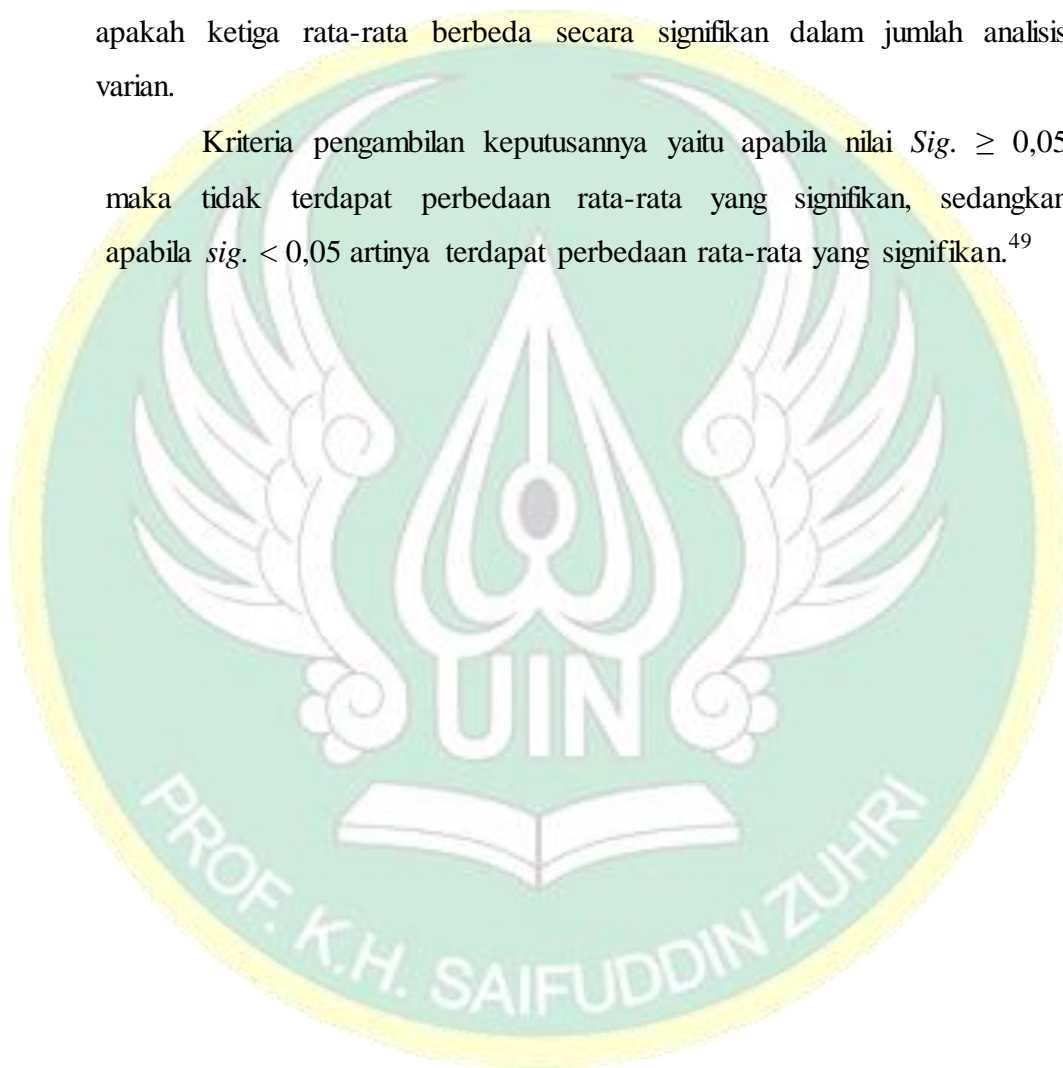 apakah ketiga rata-rata berbeda secara signifikan dalam jumlah analisis
varian.
Kriteria pengambilan keputusannya yaitu apabila nilai Sig. ≥ 0,05
maka tidak terdapat perbedaan rata-rata yang signifikan, sedangkan
apabila sig. < 0,05 artinya terdapat perbedaan rata-rata yang signifikan.49
UIN
PROF. K.H. SAIFUDDIN ZUHRI